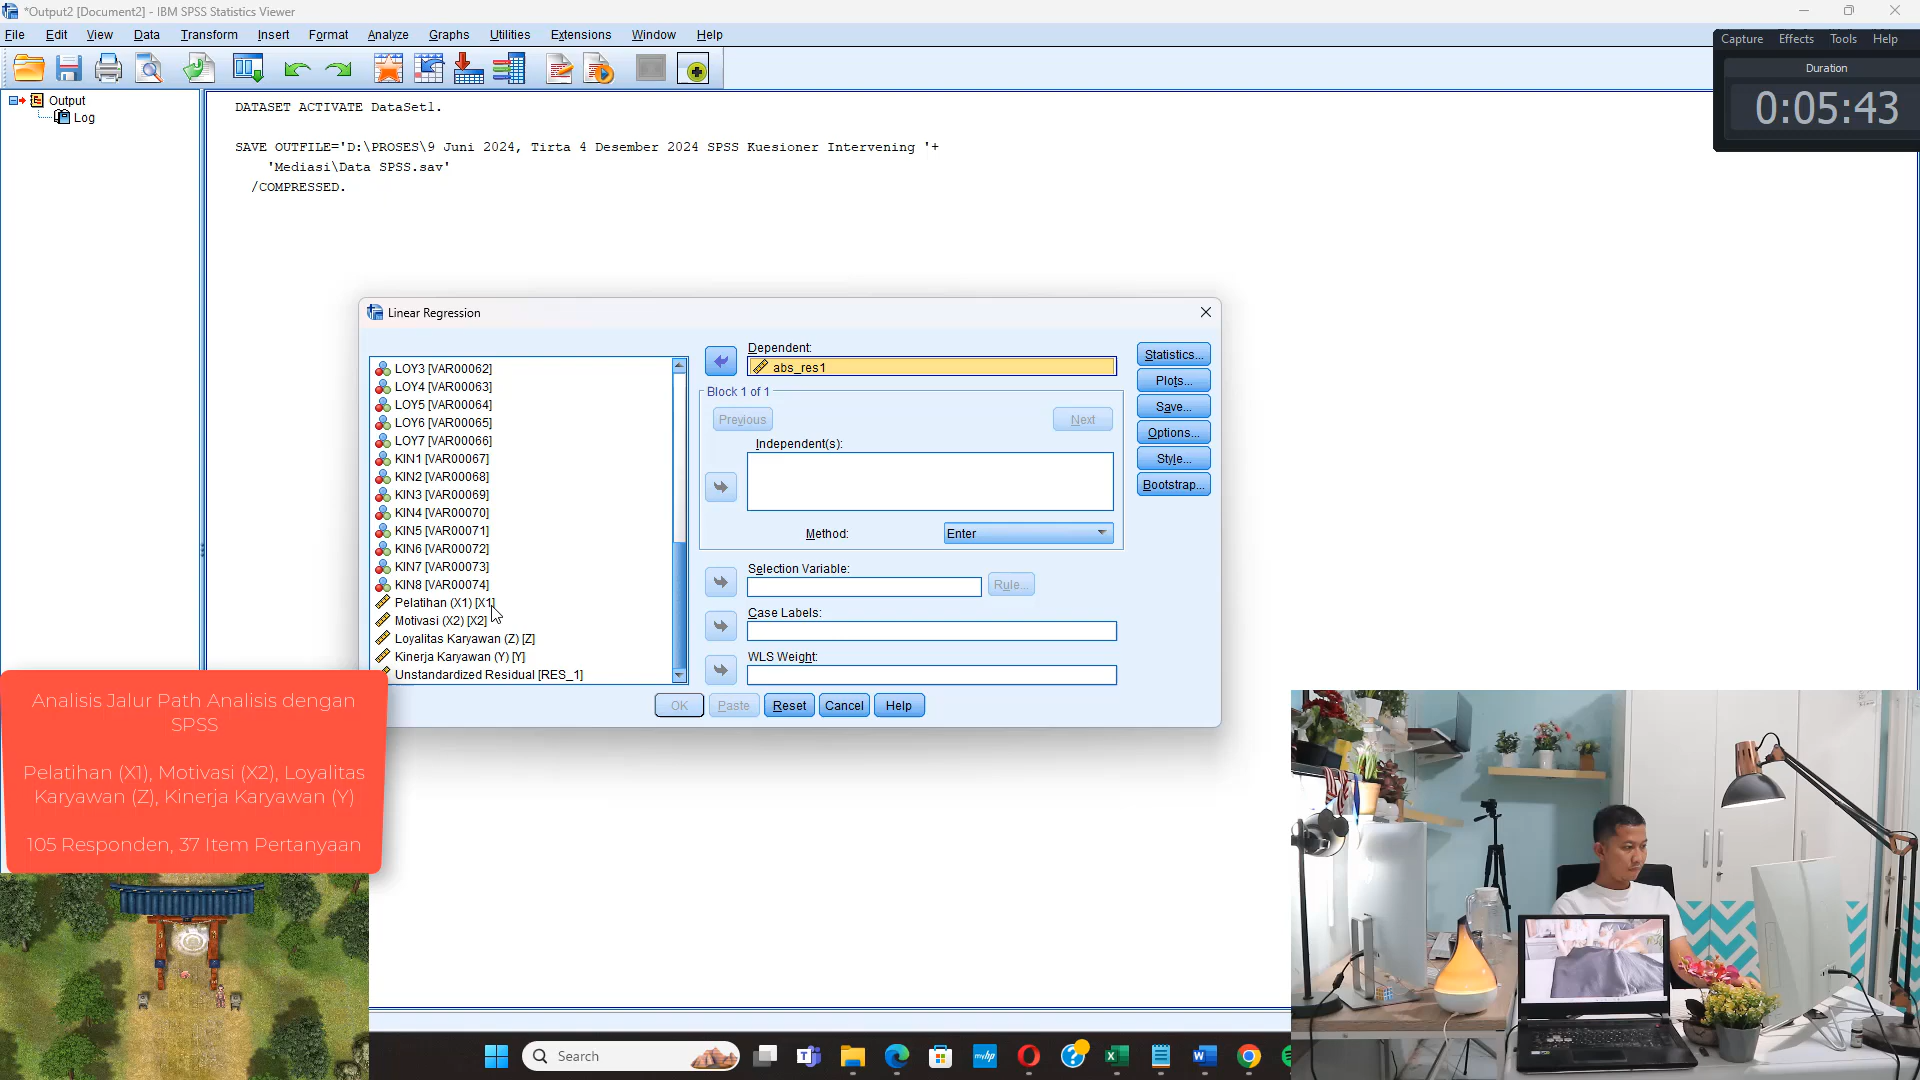 *Output2 [Document2] - IBM SPSS Statistics Viewer
File Edit View Data Transform Insert Format Analyze Graphs Utilities Extensions Window Help
Capture Effects Tools Help
Duration
0:05:43
Output
Log
DATASET ACTIVATE DataSet1.
SAVE OUTFILE='D:\PROSES\9 Juni 2024, Tirta 4 Desember 2024 SPSS Kuesioner Intervening '+
'Mediasi\Data SPSS.sav'
/COMPRESSED.
Linear Regression
LOY3 [VAR00062]
LOY4 [VAR00063]
LOY5 [VAR00064]
LOY6 [VAR00065]
LOY7 [VAR00066]
KIN1 [VAR00067]
KIN2 [VAR00068]
KIN3 [VAR00069]
KIN4 [VAR00070]
KIN5 [VAR00071]
KIN6 [VAR00072]
KIN7 [VAR00073]
KIN8 [VAR00074]
Pelatihan (X1) [X1]
Motivasi (X2) [X2]
Loyalitas Karyawan (Z) [Z]
Kinerja Karyawan (Y) [Y]
Unstandardized Residual [RES_1]
Dependent:
abs_res1
Block 1 of 1
Previous
Next
Independent(s):
Method:
Enter
Selection Variable:
Rule...
Case Labels:
WLS Weight:
Statistics...
Plots...
Save...
Options...
Style...
Bootstrap...
OK Paste Reset Cancel Help
Analisis Jalur Path Analisis dengan
SPSS
Pelatihan (X1), Motivasi (X2), Loyalitas
Karyawan (Z), Kinerja Karyawan (Y)
105 Responden, 37 Item Pertanyaan
Search